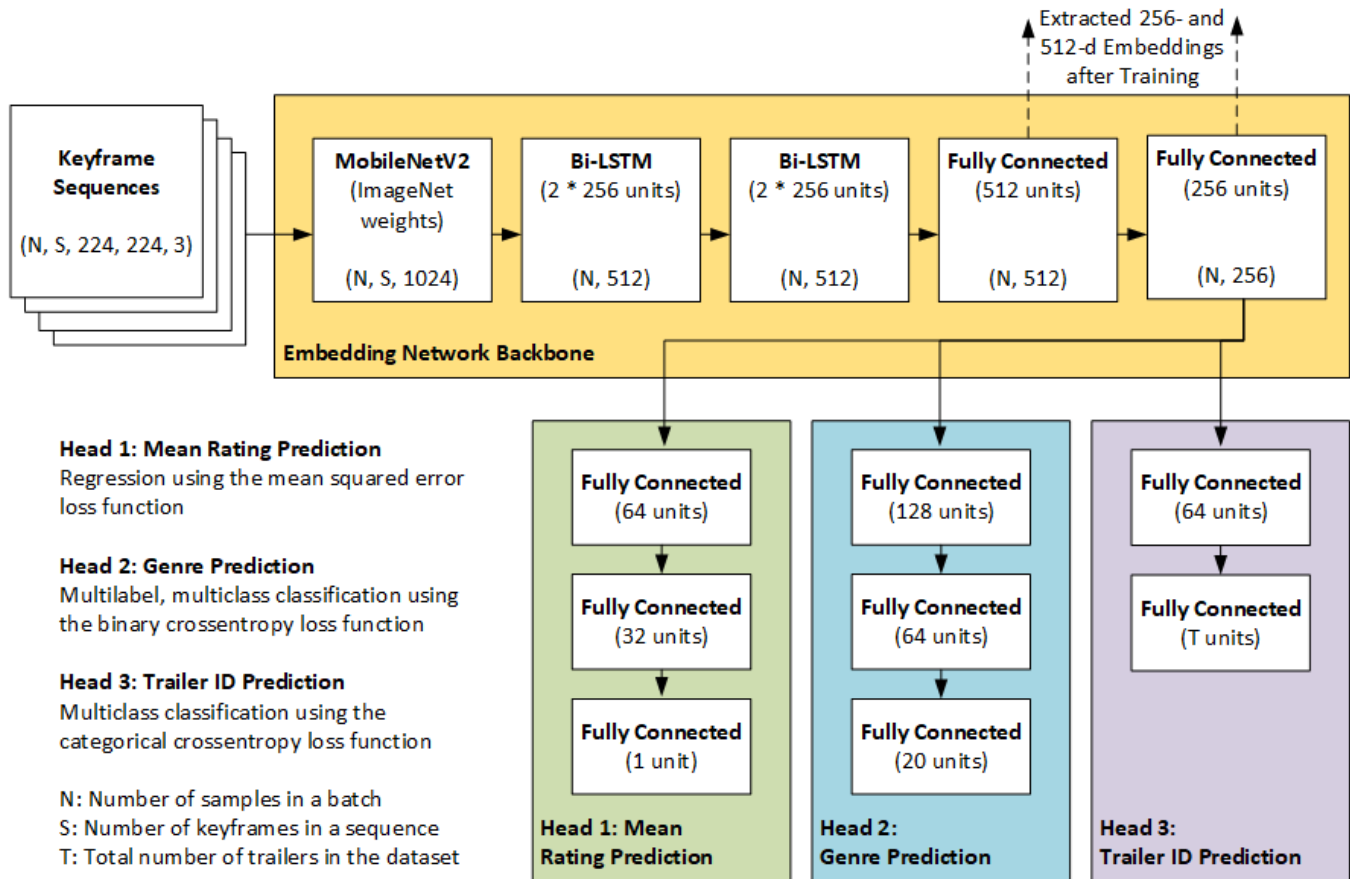 Extracted 256- and
512-d Embeddings
after Training
Keyframe
Sequences
(N, S, 224, 224, 3)
MobileNetV2
(ImageNet
weights)
(N, S, 1024)
Bi-LSTM
(2 * 256 units)
(N, 512)
Bi-LSTM
(2 * 256 units)
(N, 512)
Fully Connected
(512 units)
(N, 512)
Fully Connected
(256 units)
(N, 256)
Embedding Network Backbone
Head 1: Mean Rating Prediction
Regression using the mean squared error
loss function
Head 2: Genre Prediction
Multilabel, multiclass classification using
the binary crossentropy loss function
Head 3: Trailer ID Prediction
Multiclass classification using the
categorical crossentropy loss function
N: Number of samples in a batch
S: Number of keyframes in a sequence
T: Total number of trailers in the dataset
Fully Connected
(64 units)
Fully Connected
(32 units)
Fully Connected
(1 unit)
Head 1: Mean
Rating Prediction
Fully Connected
(128 units)
Fully Connected
(64 units)
Fully Connected
(20 units)
Head 2:
Genre Prediction
Fully Connected
(64 units)
Fully Connected
(T units)
Head 3:
Trailer ID Prediction